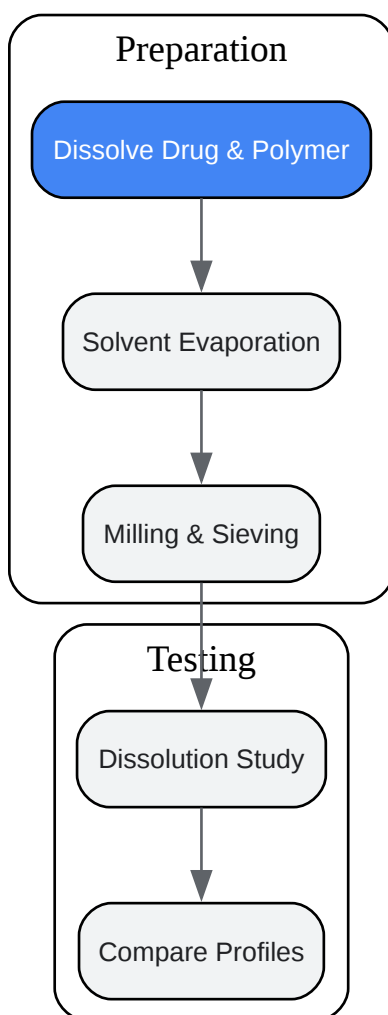 Preparation
Dissolve Drug & Polymer
Solvent Evaporation
Milling & Sieving
Testing
Dissolution Study
Compare Profiles